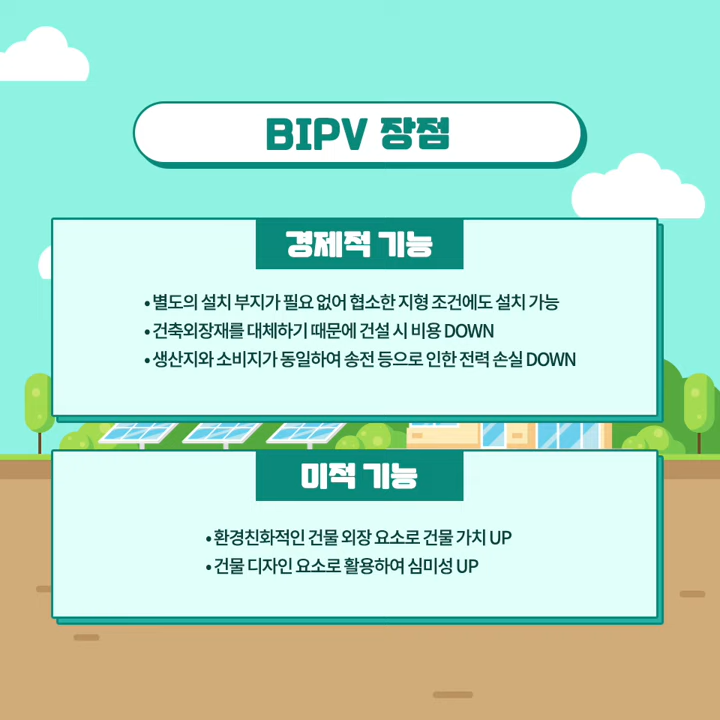 BIPV 장점
경제적 기능
• 별도의 설치 부지가 필요 없어 협소한 지형 조건에도 설치 가능
• 건축외장재를 대체하기 때문에 건설 시 비용 DOWN
• 생산지와 소비지가 동일하여 송전 등으로 인한 전력 손실 DOWN
미적 기능
• 환경친화적인 건물 외장 요소로 건물 가치 UP
• 건물 디자인 요소로 활용하여 심미성 UP